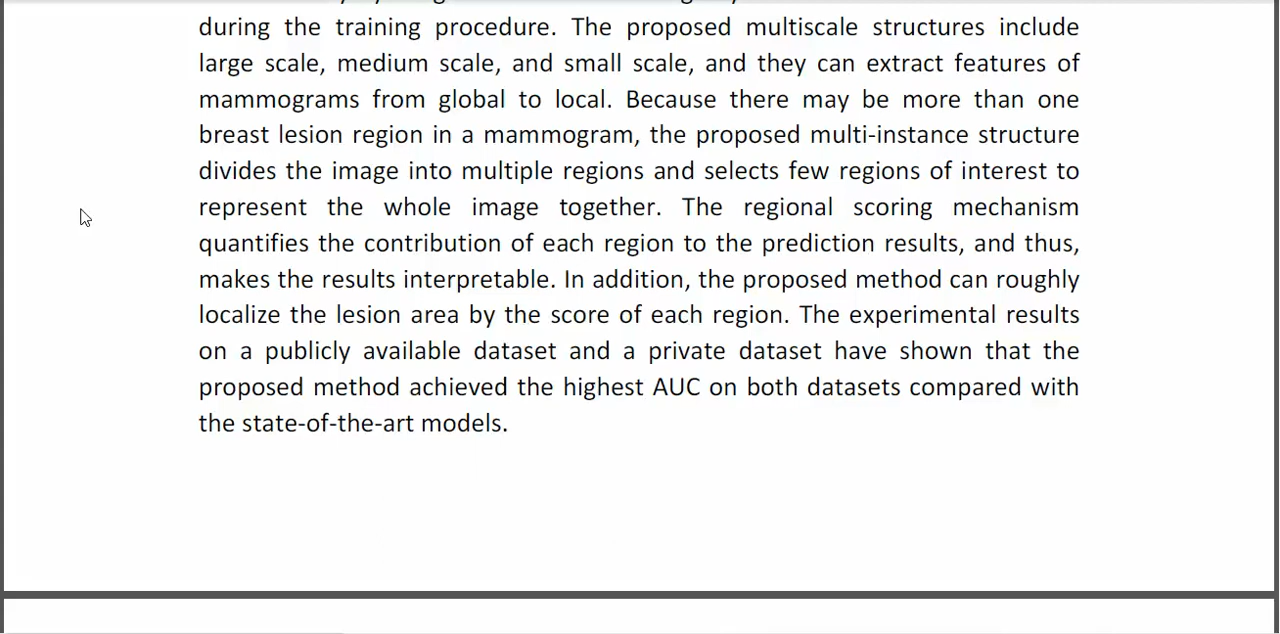 during the training procedure. The proposed multiscale structures include
large scale, medium scale, and small scale, and they can extract features of
mammograms from global to local. Because there may be more than one
breast lesion region in a mammogram, the proposed multi-instance structure
divides the image into multiple regions and selects few regions of interest to
represent the whole image together. The regional scoring mechanism
quantifies the contribution of each region to the prediction results, and thus,
makes the results interpretable. In addition, the proposed method can roughly
localize the lesion area by the score of each region. The experimental results
on a publicly available dataset and a private dataset have shown that the
proposed method achieved the highest AUC on both datasets compared with
the state-of-the-art models.